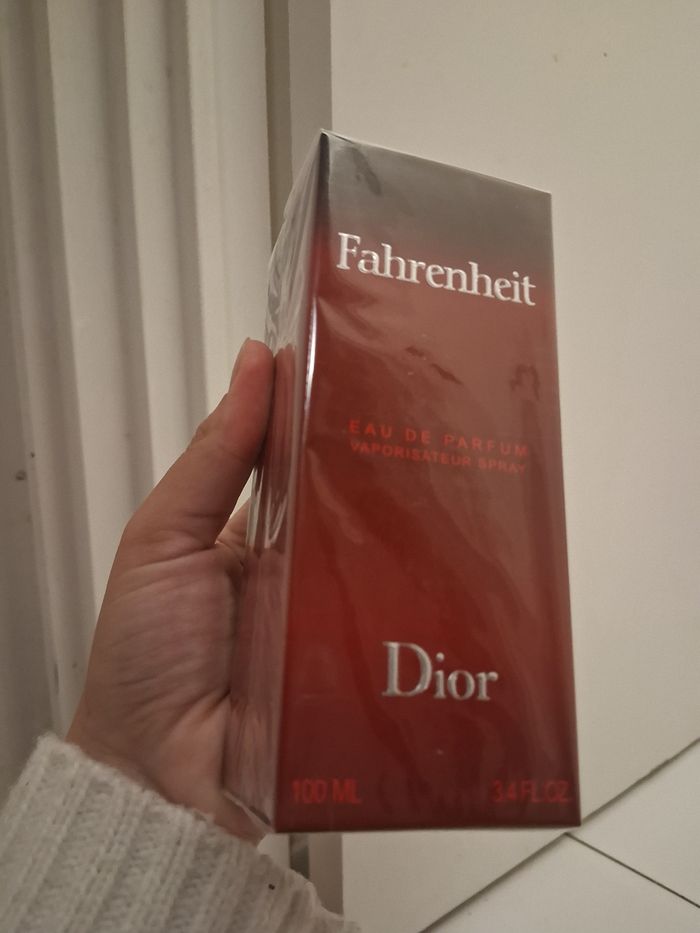 Fahrenheit
EAU DE PARFUM
VAPORISATEUR SPRAY
Dior
100 ML
3.4 FL.OZ.